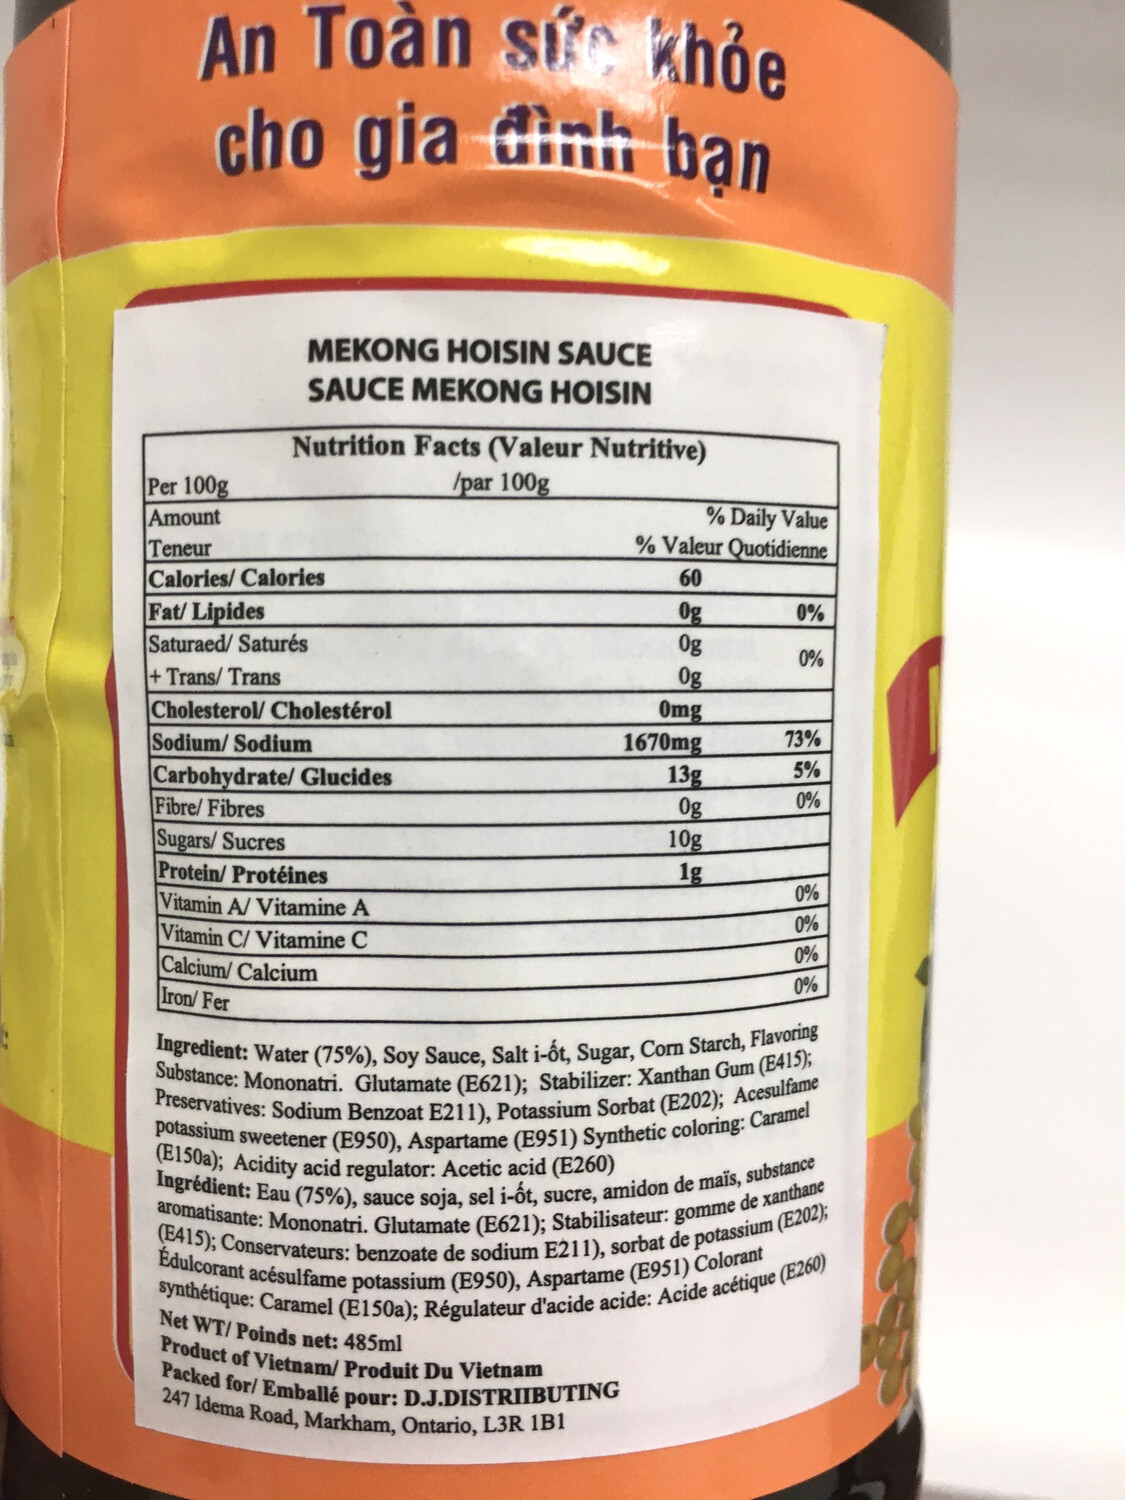 An Toàn sức khỏe
cho gia đình bạn
MEKONG HOISIN SAUCE
SAUCE MEKONG HOISIN
Nutrition Facts (Valeur Nutritive)
Per 100g /par 100g
Amount % Daily Value
Teneur % Valeur Quotidienne
Calories/ Calories 60
Fat/ Lipides 0g 0%
Saturaed/ Saturés 0g
0%
+ Trans/ Trans 0g
Cholesterol/ Cholestérol 0mg
Sodium/ Sodium 1670mg 73%
Carbohydrate/ Glucides 13g 5%
Fibre/ Fibres 0g 0%
Sugars/ Sucres 10g
Protein/ Protéines 1g
Vitamin A/ Vitamine A 0%
Vitamin C/ Vitamine C 0%
Calcium/ Calcium 0%
Iron/ Fer 0%
Ingredient: Water (75%), Soy Sauce, Salt i-ốt, Sugar, Corn Starch, Flavoring
Substance: Mononatri. Glutamate (E621); Stabilizer: Xanthan Gum (E415);
Preservatives: Sodium Benzoat E211), Potassium Sorbat (E202); Acesulfame
potassium sweetener (E950), Aspartame (E951) Synthetic coloring: Caramel
(E150a); Acidity acid regulator: Acetic acid (E260)
Ingrédient: Eau (75%), sauce soja, sel i-ốt, sucre, amidon de maïs, substance
aromatisante: Mononatri. Glutamate (E621); Stabilisateur: gomme de xanthane
(E415); Conservateurs: benzoate de sodium E211), sorbat de potassium (E202);
Édulcorant acésulfame potassium (E950), Aspartame (E951) Colorant
synthétique: Caramel (E150a); Régulateur d'acide acide: Acide acétique (E260)
Net WT/ Poinds net: 485ml
Product of Vietnam/ Produit Du Vietnam
Packed for/ Emballé pour: D.J.DISTRIIBUTING
247 Idema Road, Markham, Ontario, L3R 1B1